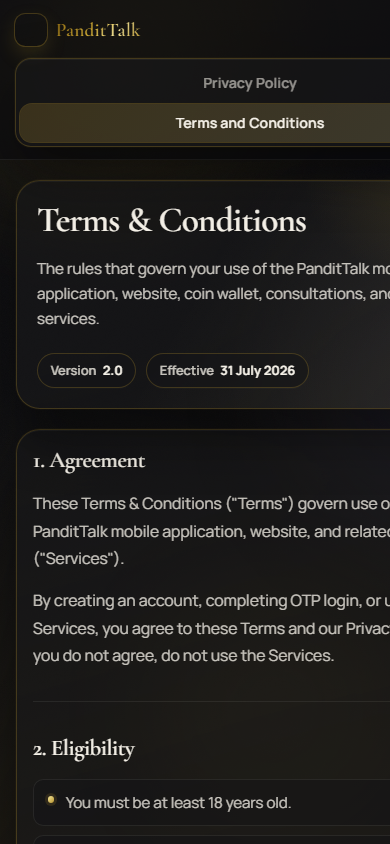 PanditTalk
Privacy Policy
Terms and Conditions
Terms & Conditions
The rules that govern your use of the PanditTalk
application, website, coin wallet, consultations,
services.
Version 2.0
Effective 31 July 2026
1. Agreement
These Terms & Conditions ("Terms") govern use
PanditTalk mobile application, website, and
("Services").
By creating an account, completing OTP login, or
Services, you agree to these Terms and our
you do not agree, do not use the Services.
2. Eligibility
You must be at least 18 years old.